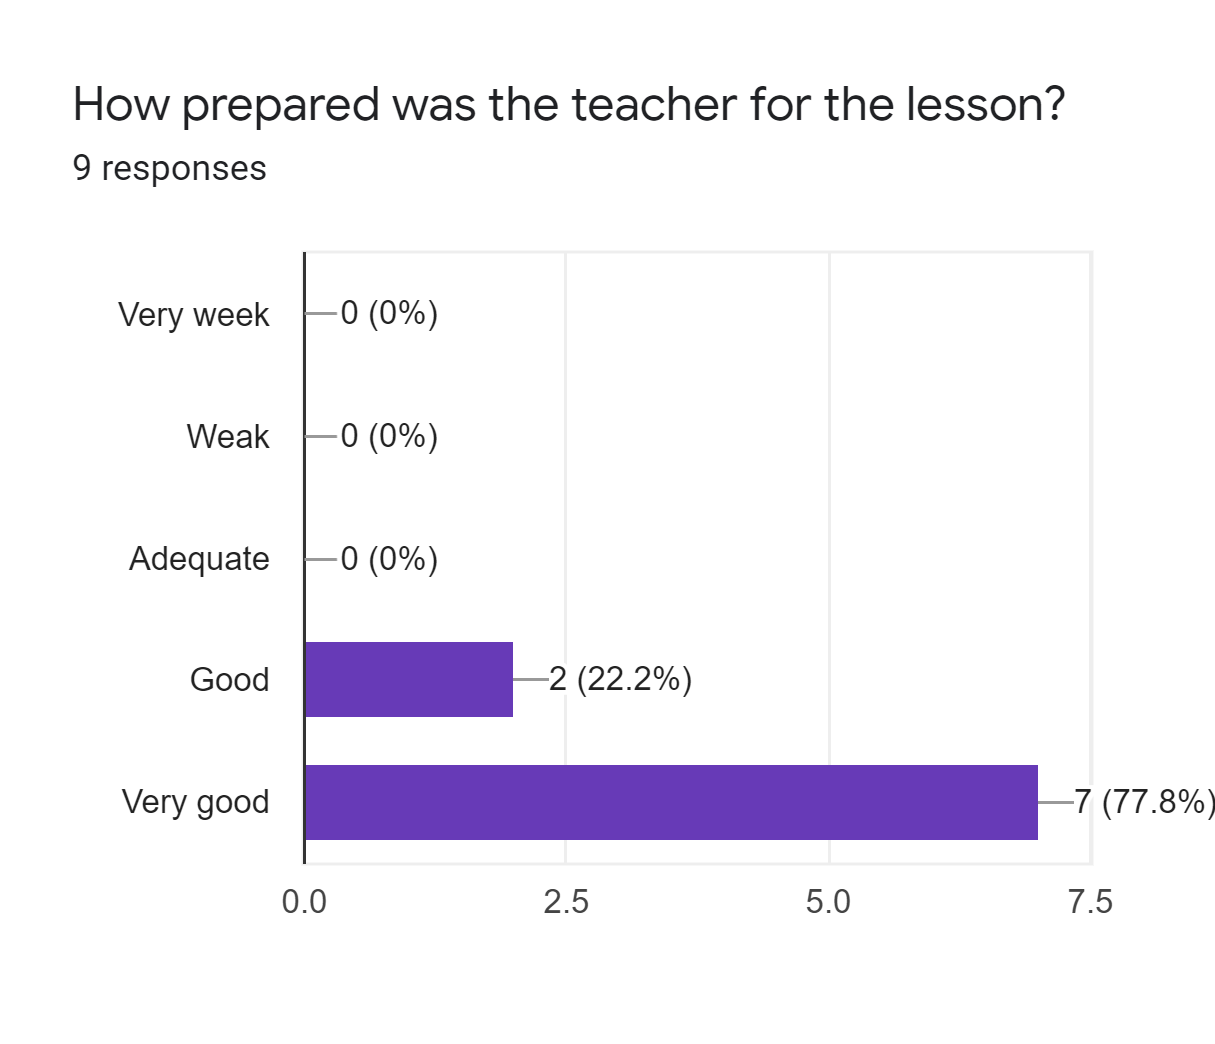 How prepared was the teacher for the lesson?
9 responses
Very week 0 (0%)
Weak 0 (0%)
Adequate 0 (0%)
Good 2 (22.2%)
Very good 7 (77.8%)
0.0 2.5 5.0 7.5